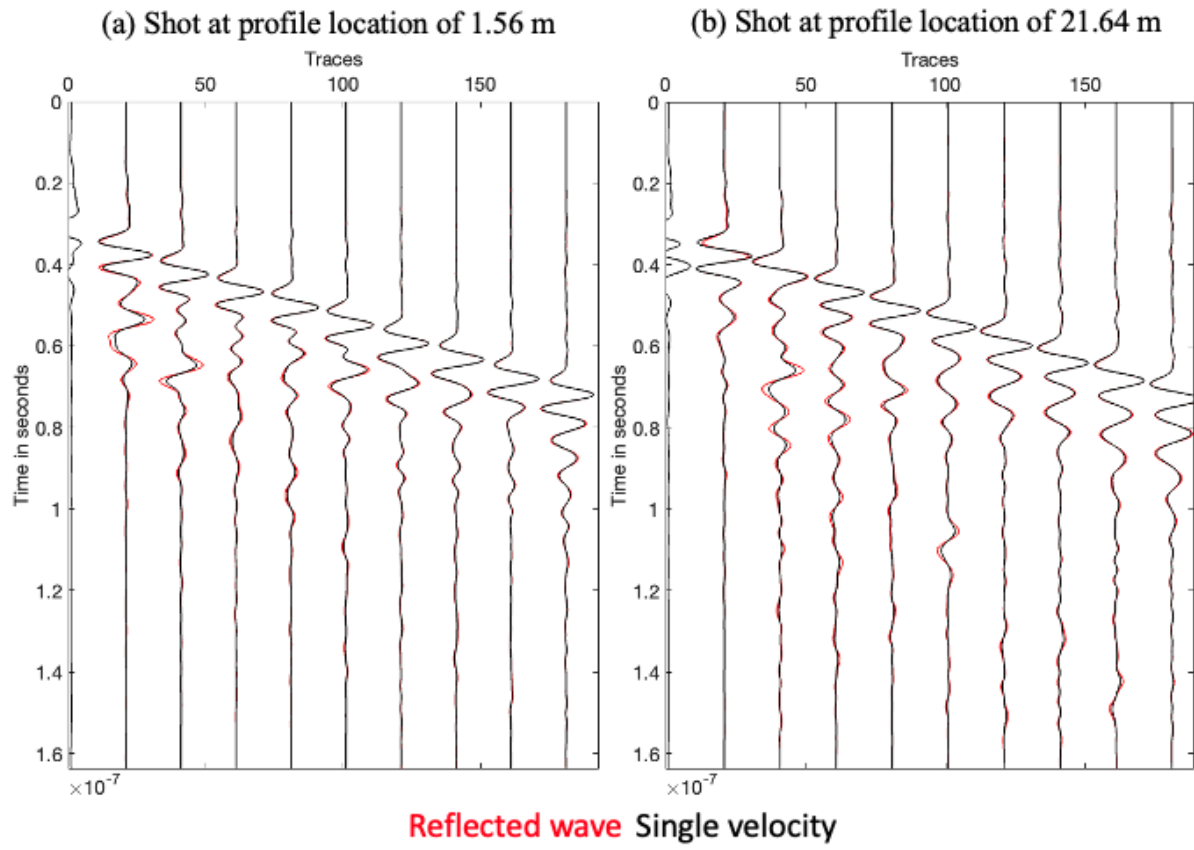 (a) Shot at profile location of 1.56 m
(b) Shot at profile location of 21.64 m
Traces
Traces
0 50 100 150
0 50 100 150
0
0.2
0.4
0.6
0.8
1
1.2
1.4
1.6
Time in seconds
×10-7
0
0.2
0.4
0.6
0.8
1
1.2
1.4
1.6
Time in seconds
×10-7
Reflected wave Single velocity